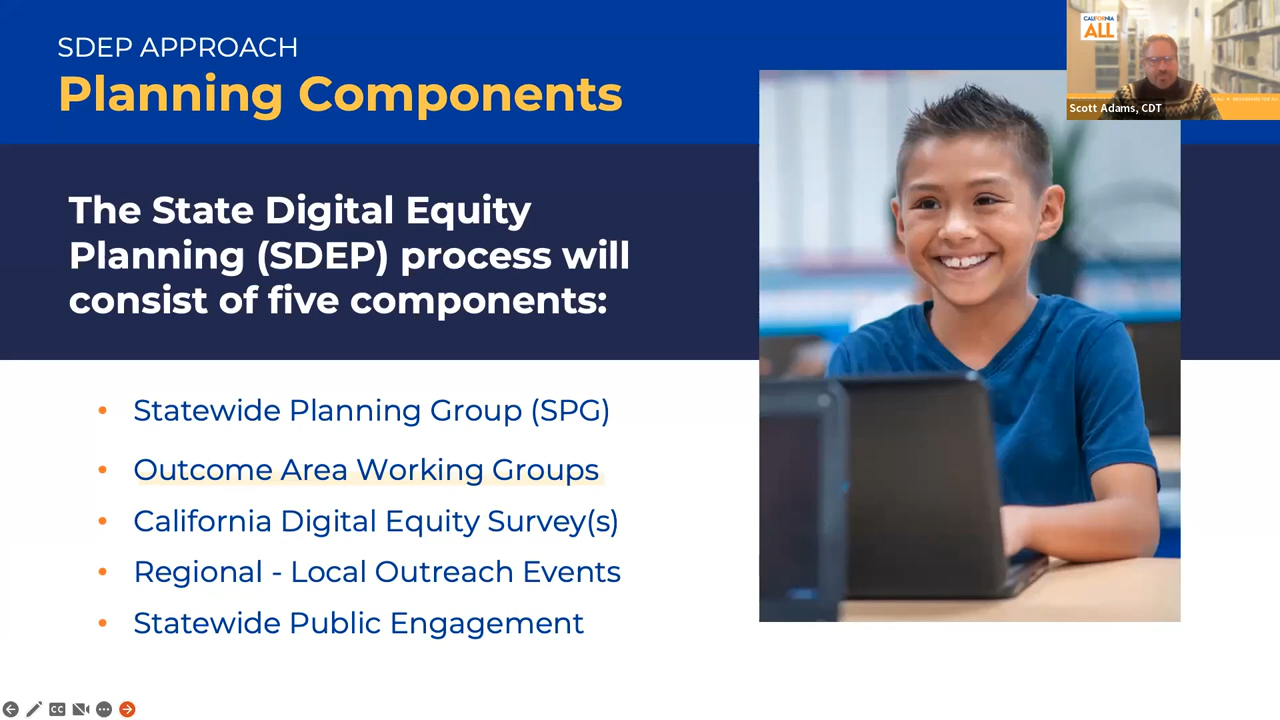 SDEP APPROACH
Planning Components
CALIFORNIA
ALL
Scott Adams, CDT
The State Digital Equity
Planning (SDEP) process will
consist of five components:
• Statewide Planning Group (SPG)
• Outcome Area Working Groups
• California Digital Equity Survey(s)
• Regional - Local Outreach Events
• Statewide Public Engagement
CC